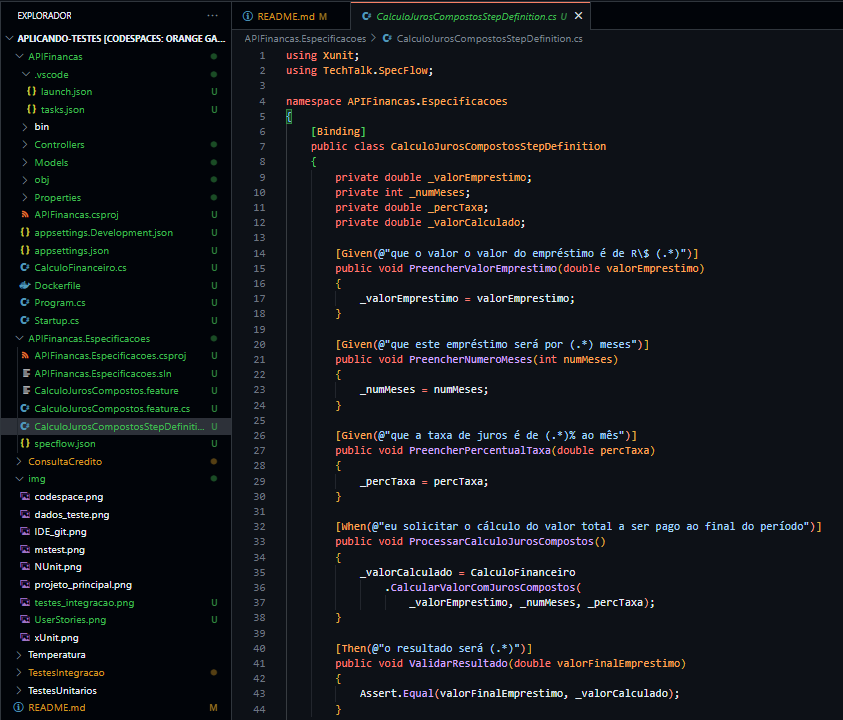 EXPLORADOR ···
APLICANDO-TESTES [CODESPACES: ORANGE GA...
APIFinancas
.vscode
{} launch.json U
{} tasks.json U
bin
Controllers
Models
obj
Properties
APIFinancas.csproj U
{} appsettings.Development.json U
{} appsettings.json U
C# CalculoFinanceiro.cs U
Dockerfile U
C# Program.cs U
C# Startup.cs U
APIFinancas.Especificacoes
APIFinancas.Especificacoes.csproj U
APIFinancas.Especificacoes.sln U
CalculoJurosCompostos.feature U
C# CalculoJurosCompostos.feature.cs U
C# CalculoJurosCompostosStepDefiniti... U
{} specflow.json U
ConsultaCredito
img
codespace.png
dados_teste.png
IDE_git.png
mstest.png
NUnit.png
projeto_principal.png
testes_integracao.png U
UserStories.png U
xUnit.png
Temperatura
TestesIntegracao
TestesUnitarios
README.md M
README.md M
C# CalculoJurosCompostosStepDefinition.cs U ×
APIFinancas.Especificacoes > C# CalculoJurosCompostosStepDefinition.cs
1 using Xunit;
2 using TechTalk.SpecFlow;
3
4 namespace APIFinancas.Especificacoes
5 {
6 [Binding]
7 public class CalculoJurosCompostosStepDefinition
8 {
9 private double _valorEmprestimo;
10 private int _numMeses;
11 private double _percTaxa;
12 private double _valorCalculado;
13
14 [Given(@"que o valor o valor do empréstimo é de R\$ (.*)")]
15 public void PreencherValorEmprestimo(double valorEmprestimo)
16 {
17 _valorEmprestimo = valorEmprestimo;
18 }
19
20 [Given(@"que este empréstimo será por (.*) meses")]
21 public void PreencherNumeroMeses(int numMeses)
22 {
23 _numMeses = numMeses;
24 }
25
26 [Given(@"que a taxa de juros é de (.*)% ao mês")]
27 public void PreencherPercentualTaxa(double percTaxa)
28 {
29 _percTaxa = percTaxa;
30 }
31
32 [When(@"eu solicitar o cálculo do valor total a ser pago ao final do período")]
33 public void ProcessarCalculoJurosCompostos()
34 {
35 _valorCalculado = CalculoFinanceiro
36 .CalcularValorComJurosCompostos(
37 _valorEmprestimo, _numMeses, _percTaxa);
38 }
39
40 [Then(@"o resultado será (.*)")]
41 public void ValidarResultado(double valorFinalEmprestimo)
42 {
43 Assert.Equal(valorFinalEmprestimo, _valorCalculado);
44 }